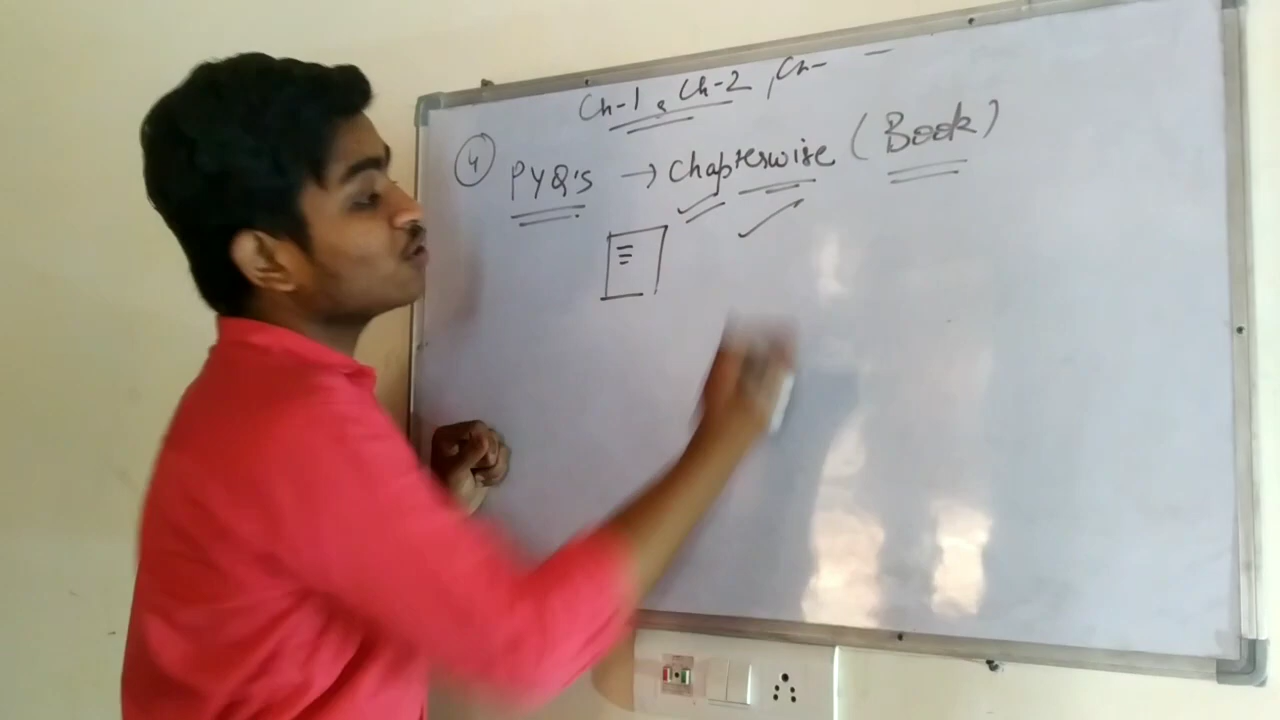 Ch-1, Ch-2, Ch-
④ PYQ's → Chapterwise (Book)